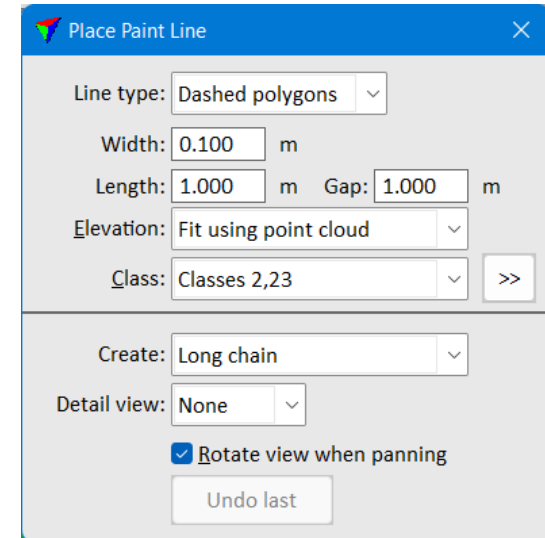 Place Paint Line
Line type: Dashed polygons
Width: 0.100 m
Length: 1.000 m Gap: 1.000 m
Elevation: Fit using point cloud
Class: Classes 2,23 >>
Create: Long chain
Detail view: None
Rotate view when panning
Undo last